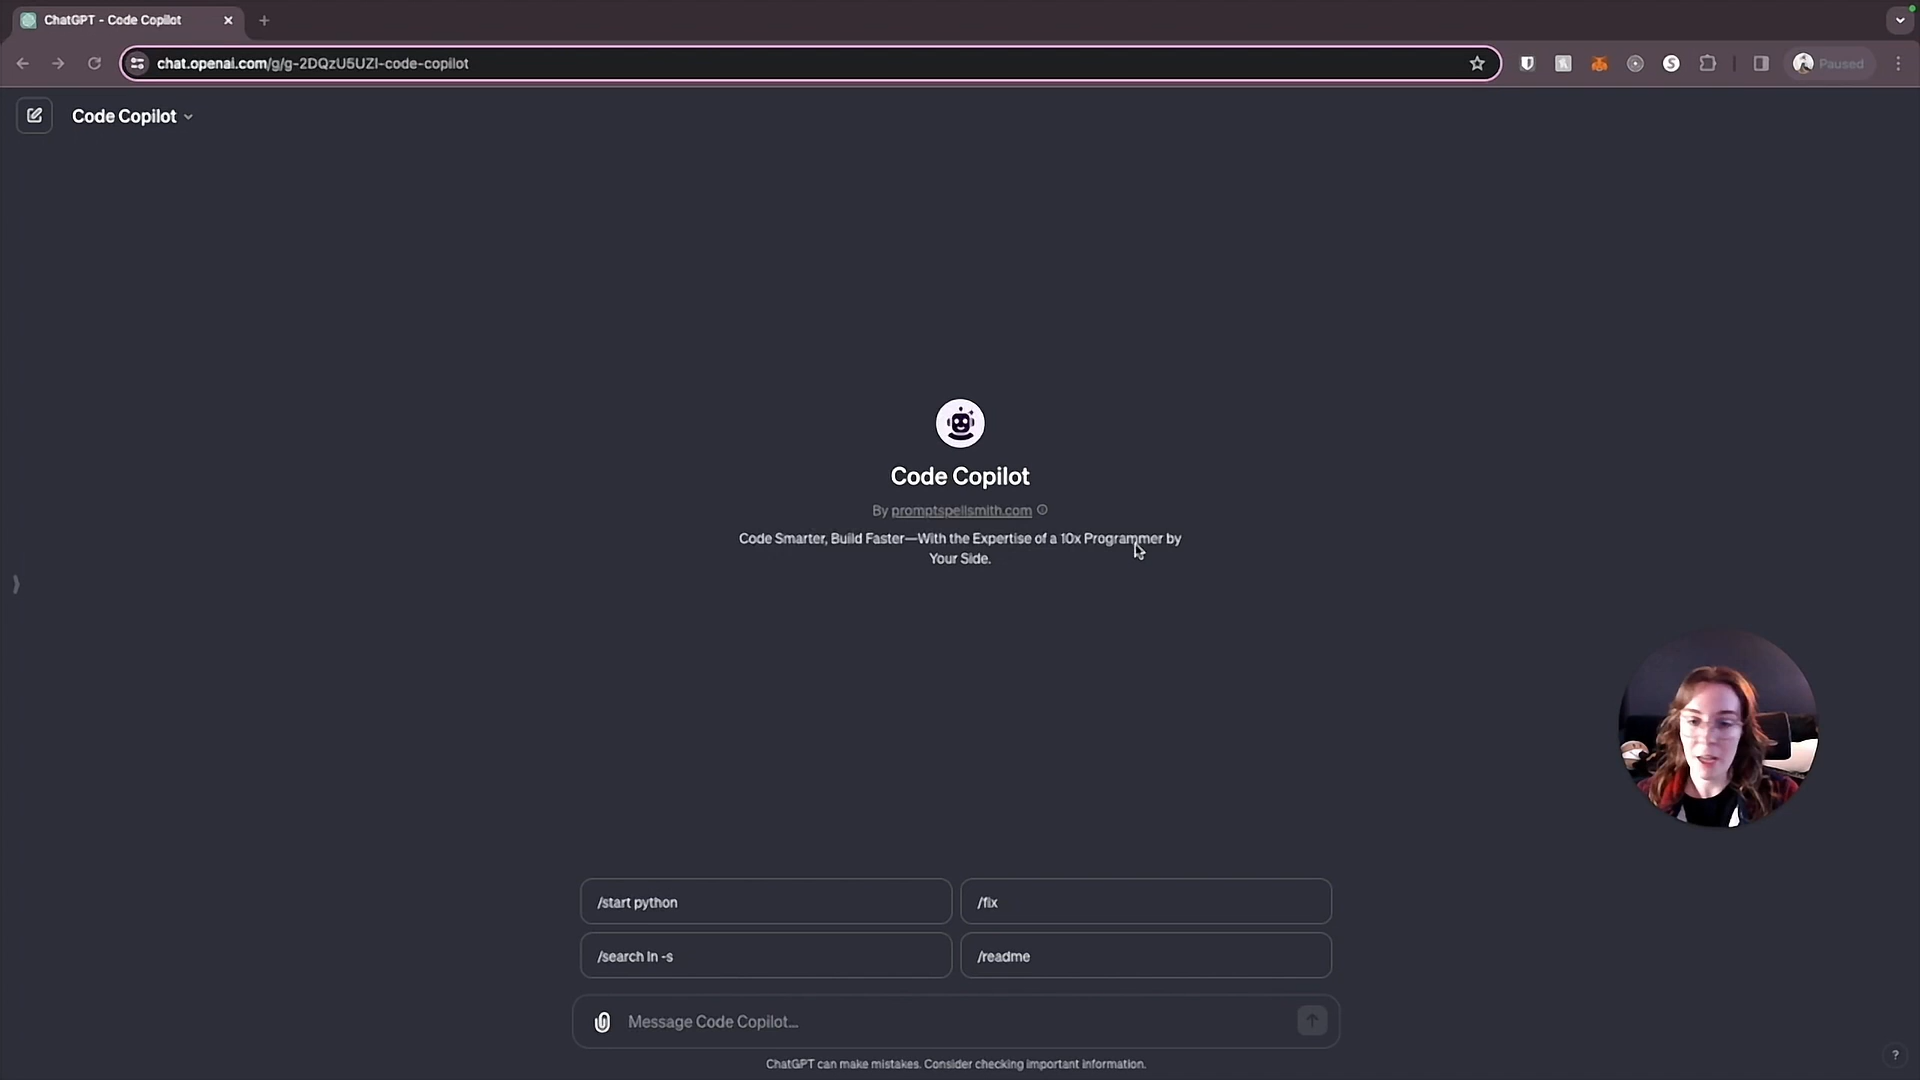 ChatGPT - Code Copilot
chat.openai.com/g/g-2DQzU5UZl-code-copilot
Paused
Code Copilot
Code Copilot
By promptspellsmith.com
Code Smarter, Build Faster—With the Expertise of a 10x Programmer by
Your Side.
/start python
/fix
/search ln -s
/readme
Message Code Copilot...
ChatGPT can make mistakes. Consider checking important information.
?